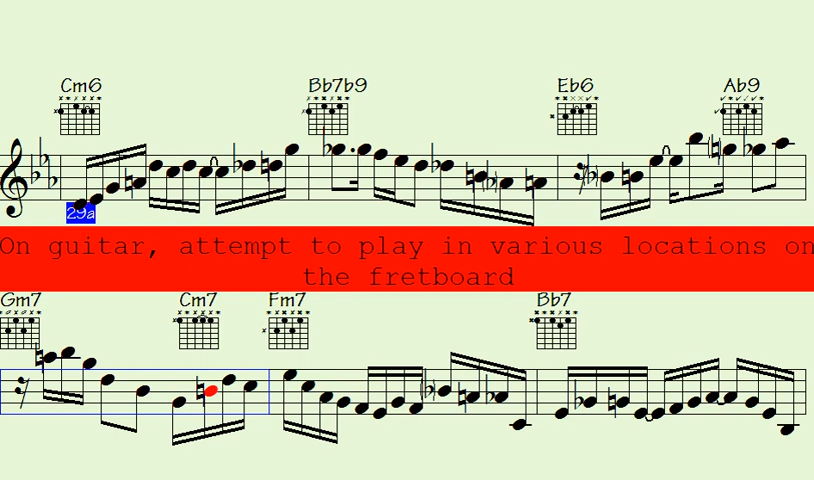 Cm6 Bb7b9 Eb6 Ab9
29a
On guitar, attempt to play in various locations on
the fretboard
Gm7 Cm7 Fm7 Bb7